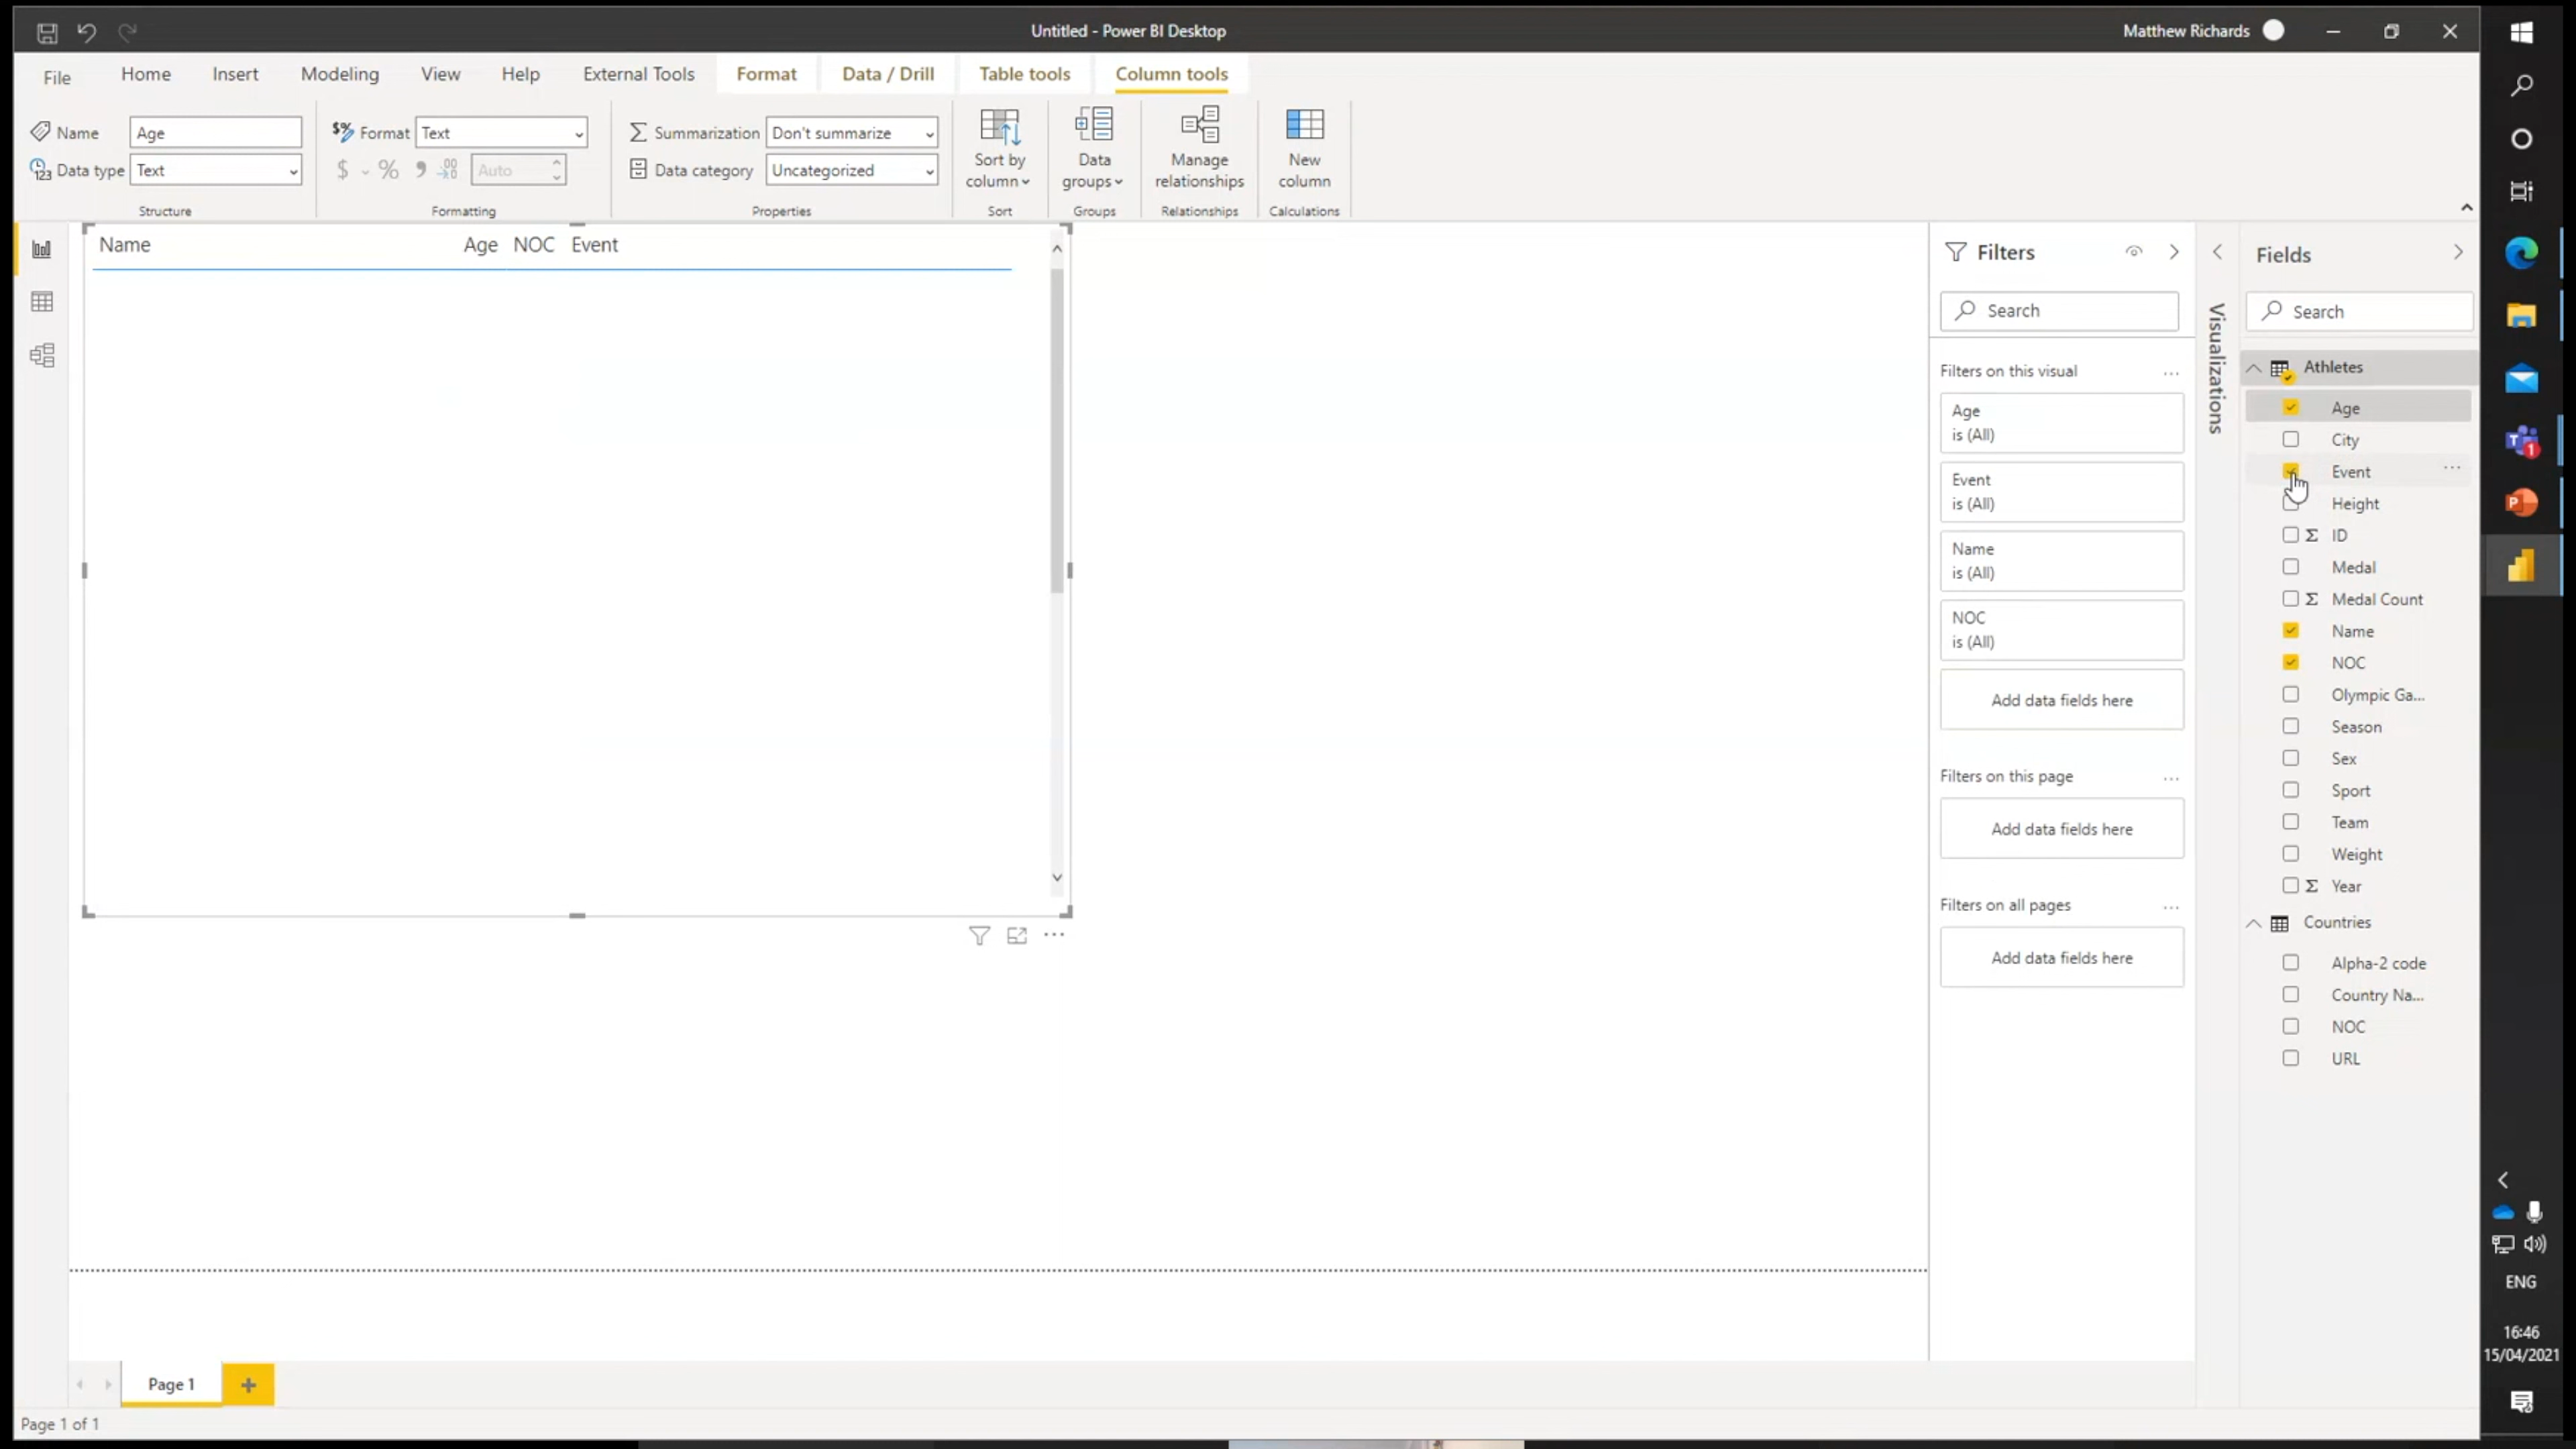 Untitled - Power BI Desktop
Matthew Richards
File
Home
Insert
Modeling
View
Help
External Tools
Format
Data / Drill
Table tools
Column tools
Name
Age
Data type
Text
Structure
Format
Text
$ % 9 Auto
Formatting
Summarization
Don't summarize
Data category
Uncategorized
Properties
Sort by
column
Sort
Data
groups
Groups
Manage
relationships
Relationships
New
column
Calculations
Name Age NOC Event
Filters
Search
Filters on this visual ...
Age
is (All)
Event
is (All)
Name
is (All)
NOC
is (All)
Add data fields here
Filters on this page ...
Add data fields here
Filters on all pages ...
Add data fields here
Visualizations
Fields
Search
Athletes
Age
City
Event ...
Height
Σ ID
Medal
Σ Medal Count
Name
NOC
Olympic Ga...
Season
Sex
Sport
Team
Weight
Σ Year
Countries
Alpha-2 code
Country Na...
NOC
URL
Page 1
+
Page 1 of 1
ENG
16:46
15/04/2021